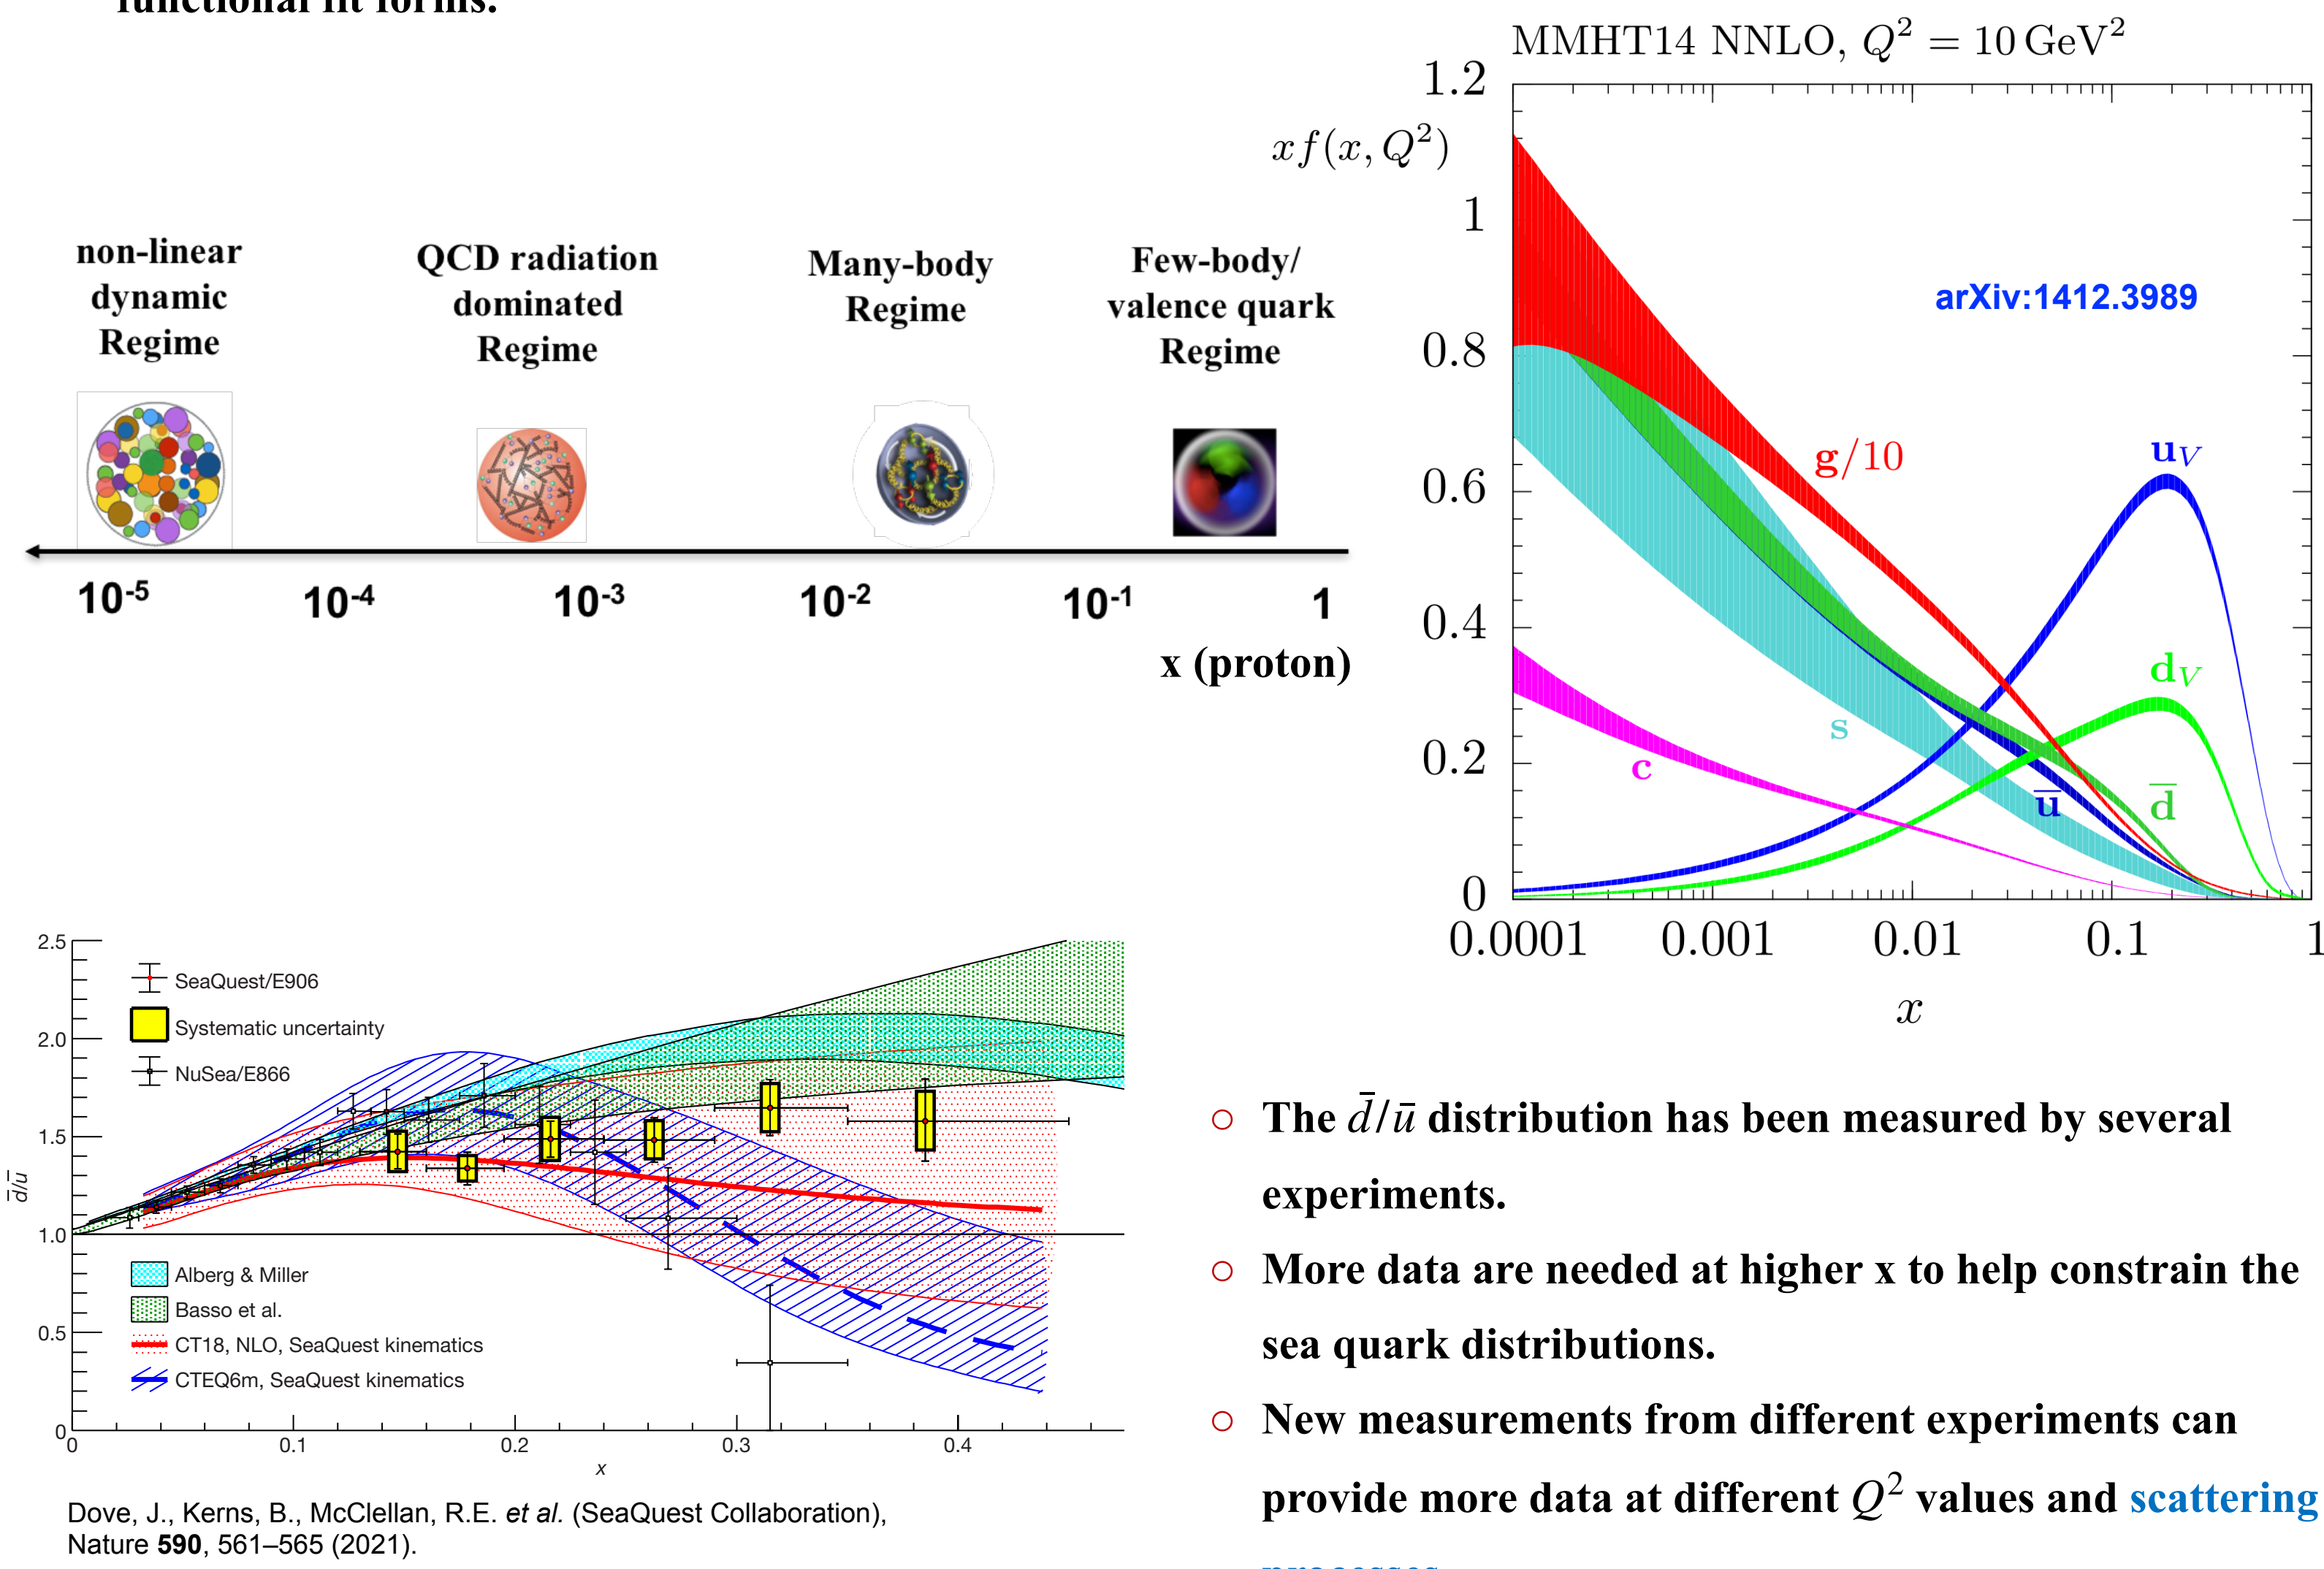 functional fit forms.
non-linear
dynamic
Regime
QCD radiation
dominated
Regime
Many-body
Regime
Few-body/
valence quark
Regime
10⁻⁵ 10⁻⁴ 10⁻³ 10⁻² 10⁻¹ 1
x (proton)
MMHT14 NNLO, Q² = 10 GeV²
xf(x, Q²)
1.2
1
0.8
0.6
0.4
0.2
0
arXiv:1412.3989
g/10
u_V
d_V
s
c
u̅
d̅
0.0001 0.001 0.01 0.1 1
x
2.5
2.0
1.5
1.0
0.5
0
d̅/u̅
SeaQuest/E906
Systematic uncertainty
NuSea/E866
Alberg & Miller
Basso et al.
CT18, NLO, SeaQuest kinematics
CTEQ6m, SeaQuest kinematics
0 0.1 0.2 0.3 0.4
x
Dove, J., Kerns, B., McClellan, R.E. et al. (SeaQuest Collaboration),
Nature 590, 561–565 (2021).
○ The d̅/u̅ distribution has been measured by several
experiments.
○ More data are needed at higher x to help constrain the
sea quark distributions.
○ New measurements from different experiments can
provide more data at different Q² values and scattering
processes